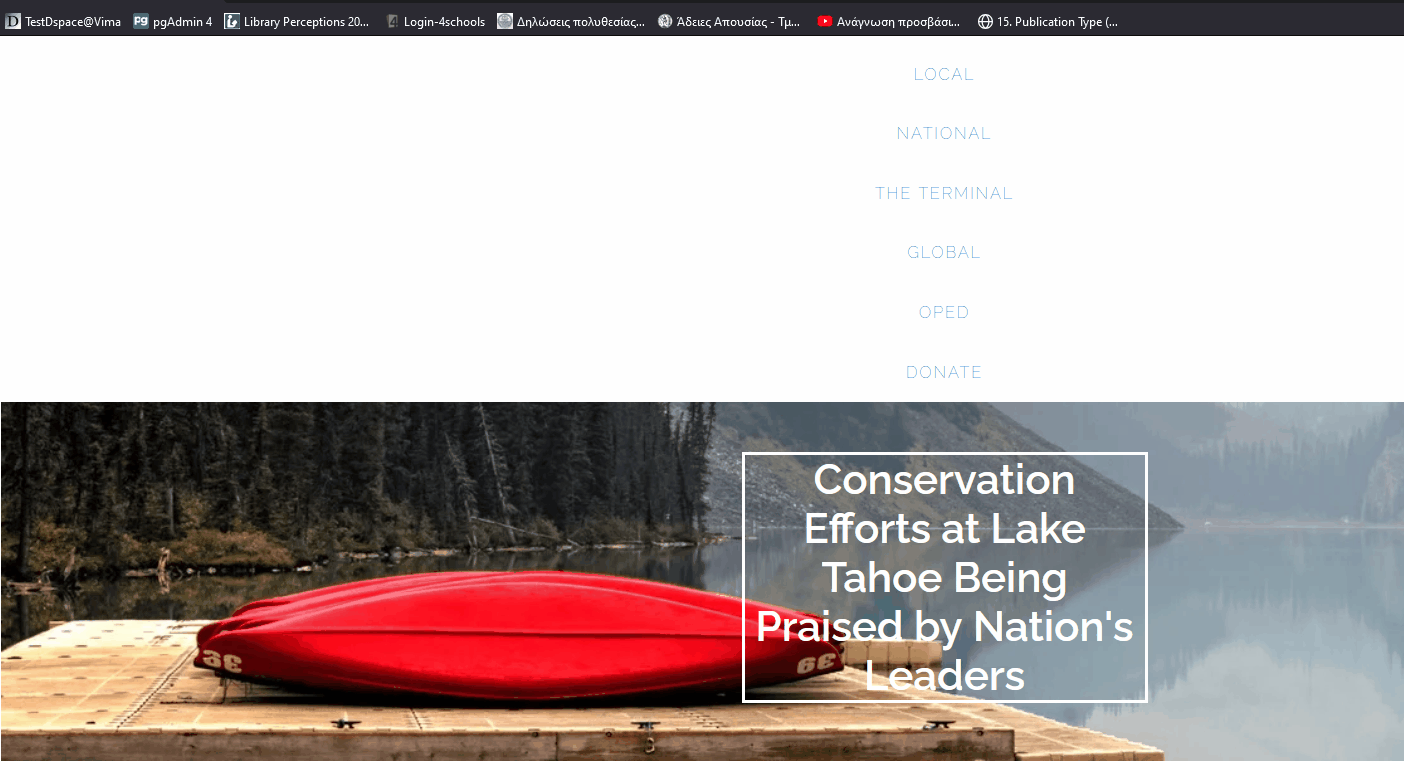 TestDspace@Vima pgAdmin 4 Library Perceptions 20... Login-4schools Δηλώσεις πολυθεσίας... Άδειες Απουσίας - Τμ... Ανάγνωση προσβάσι... 15. Publication Type (...
LOCAL
NATIONAL
THE TERMINAL
GLOBAL
OPED
DONATE
Conservation
Efforts at Lake
Tahoe Being
Praised by Nation's
Leaders